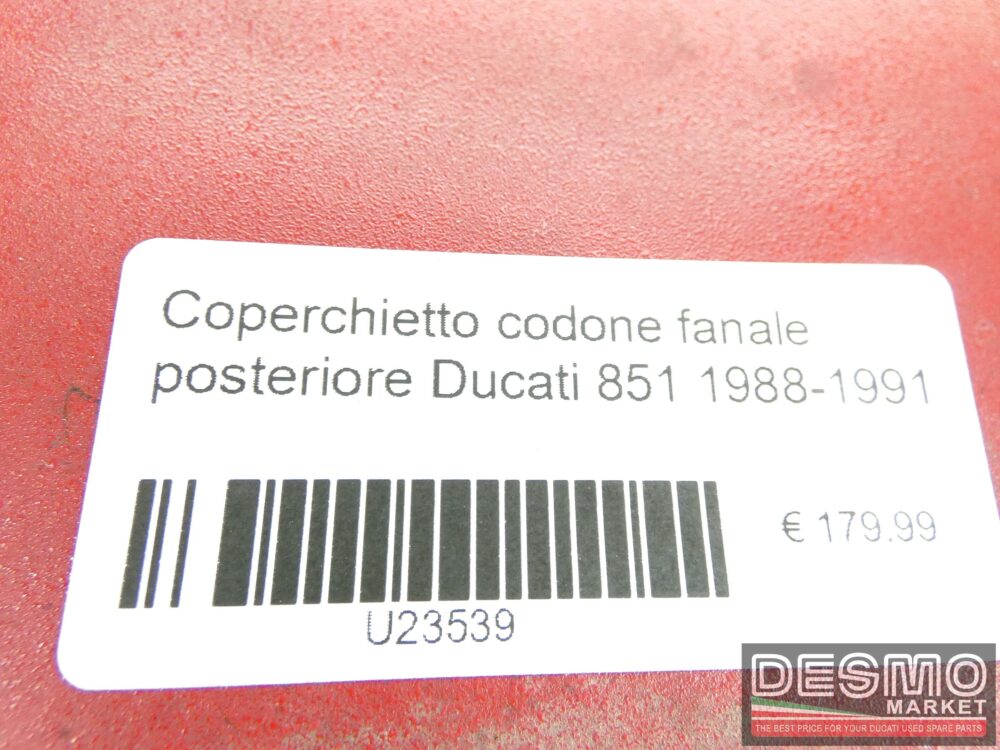 Coperchietto codone fanale
posteriore Ducati 851 1988-1991
€ 179.99
U23539
DESMO
MARKET
THE BEST PRICE FOR YOUR DUCATI USED SPARE PARTS